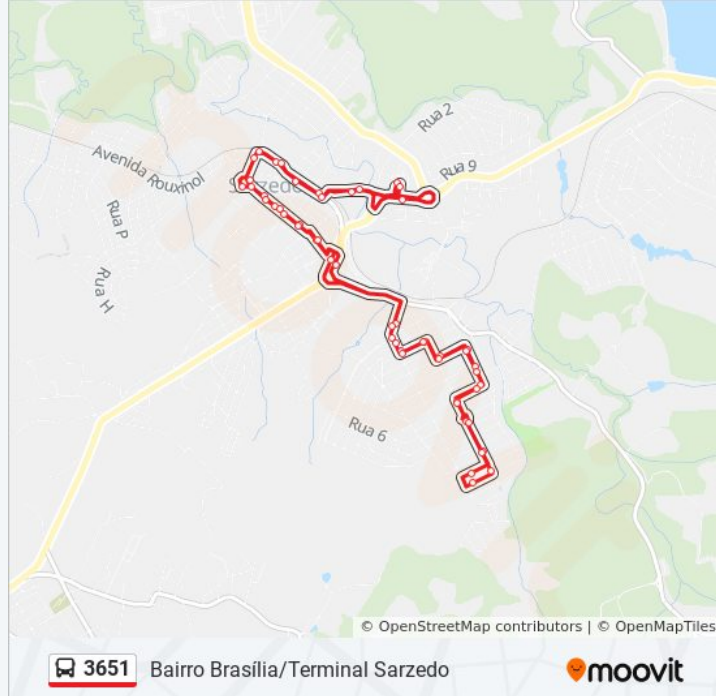 Rua 2
Rua 9
Avenida Rouxinol
Sarzedo
Rua P
Rua H
Rua 6
© OpenStreetMap contributors | © OpenMapTiles
3651 Bairro Brasília/Terminal Sarzedo
moovit